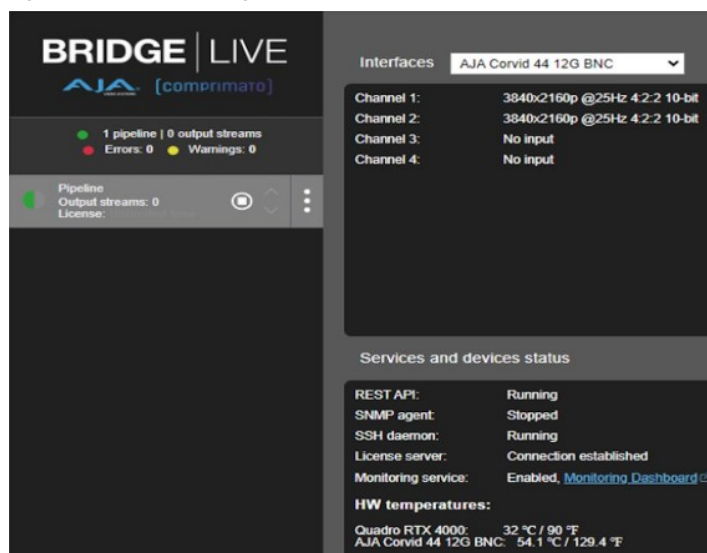 BRIDGE | LIVE
AJA VIDEO SYSTEMS [comprimato]
1 pipeline | 0 output streams
Errors: 0 Warnings: 0
Pipeline
Output streams: 0
License:
Interfaces AJA Corvid 44 12G BNC
Channel 1: 3840x2160p @25Hz 4:2:2 10-bit
Channel 2: 3840x2160p @25Hz 4:2:2 10-bit
Channel 3: No input
Channel 4: No input
Services and devices status
REST API: Running
SNMP agent: Stopped
SSH daemon: Running
License server: Connection established
Monitoring service: Enabled, Monitoring Dashboard
HW temperatures:
Quadro RTX 4000: 32 ℃ / 90 ℉
AJA Corvid 44 12G BNC: 54.1 ℃ / 129.4 ℉